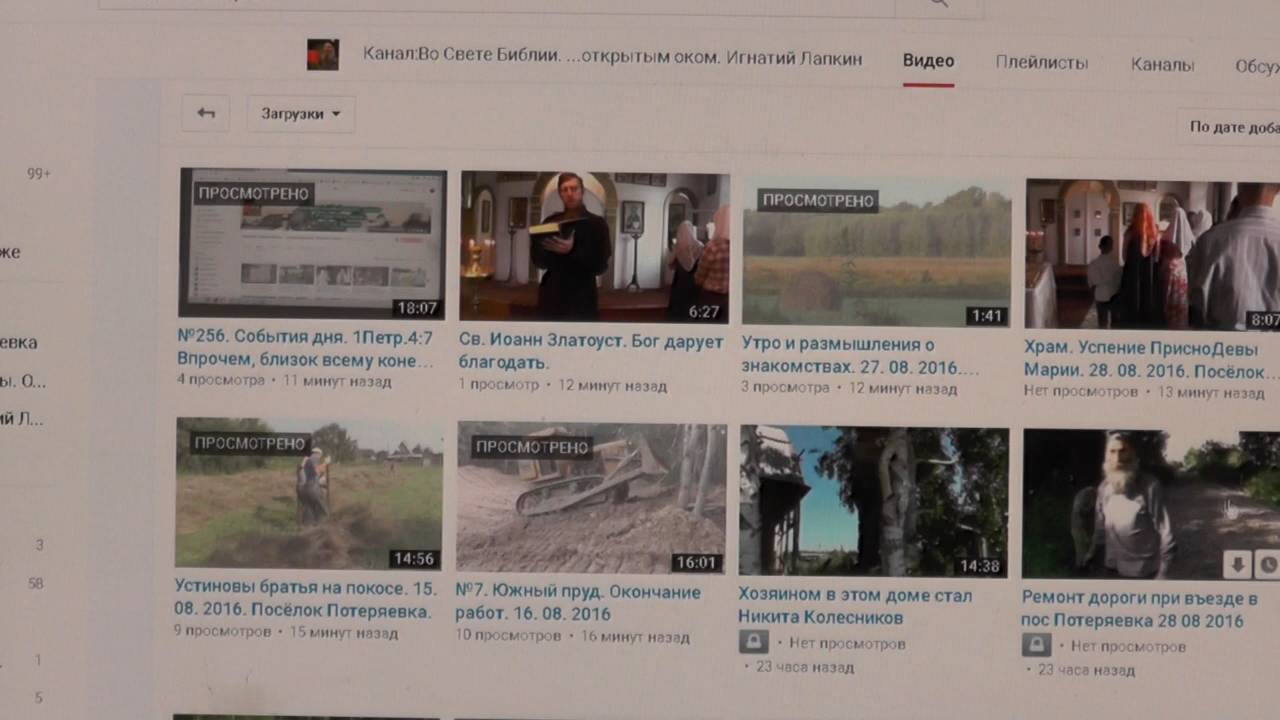 Канал:Во Свете Библии. ...открытым оком. Игнатий Лапкин
Видео
Плейлисты
Каналы
Обсуж
Загрузки
По дате доба
99+
же
евка
ы. О...
ий Л...
3
58
1
5
ПРОСМОТРЕНО
18:07
№256. События дня. 1Петр.4:7
Впрочем, близок всему коне...
4 просмотра • 11 минут назад
6:27
Св. Иоанн Златоуст. Бог дарует
благодать.
1 просмотр • 12 минут назад
ПРОСМОТРЕНО
1:41
Утро и размышления о
знакомствах. 27. 08. 2016....
3 просмотра • 12 минут назад
8:07
Храм. Успение ПрисноДевы
Марии. 28. 08. 2016. Посёлок...
Нет просмотров • 13 минут назад
ПРОСМОТРЕНО
14:56
Устиновы братья на покосе. 15.
08. 2016. Посёлок Потеряевка.
9 просмотров • 15 минут назад
ПРОСМОТРЕНО
16:01
№7. Южный пруд. Окончание
работ. 16. 08. 2016
10 просмотров • 16 минут назад
14:38
Хозяином в этом доме стал
Никита Колесников
• Нет просмотров
• 23 часа назад
Ремонт дороги при въезде в
пос Потеряевка 28 08 2016
• Нет просмотров
• 23 часа назад